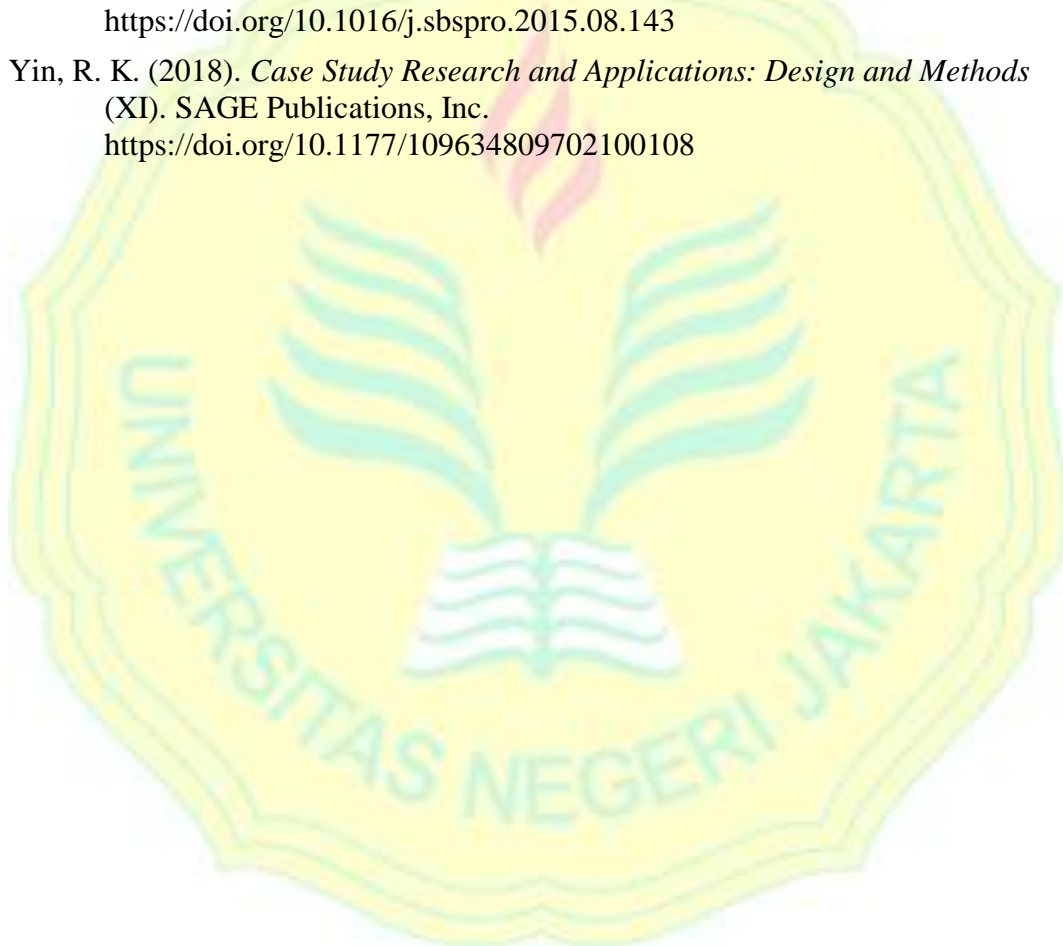 https://doi.org/10.1016/j.sbspro.2015.08.143
Yin, R. K. (2018). Case Study Research and Applications: Design and Methods
(XI). SAGE Publications, Inc.
https://doi.org/10.1177/109634809702100108
UNIVERSITAS NEGERI JAKARTA